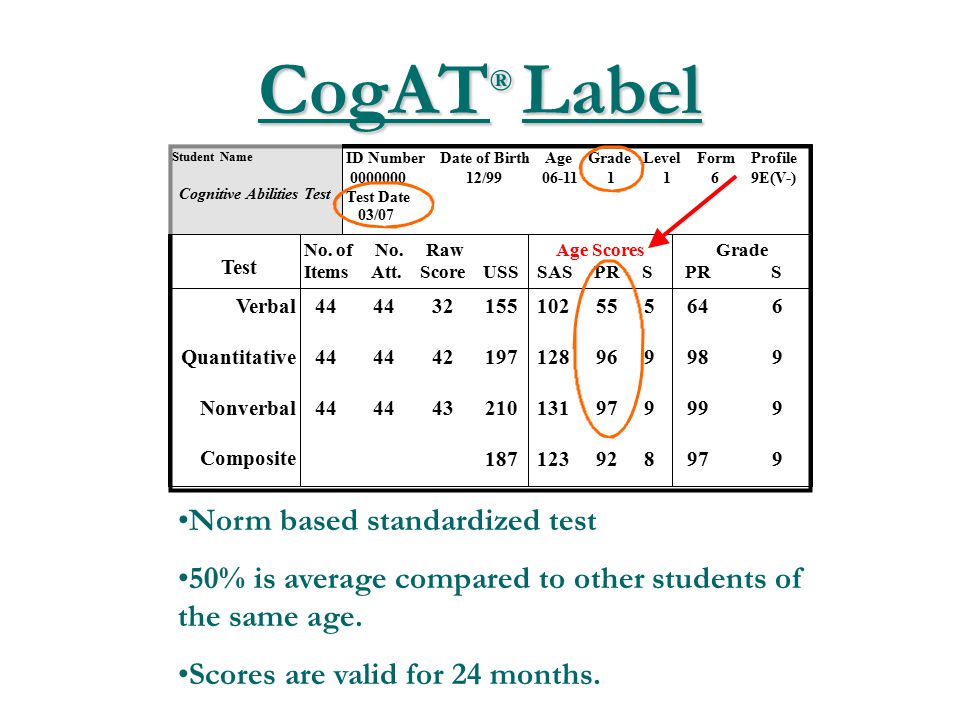 CogAT® Label
Student Name
Cognitive Abilities Test
ID Number Date of Birth Age Grade Level Form Profile
0000000 12/99 06-11 1 1 6 9E(V-)
Test Date
03/07
Age Scores Grade
Test
No. of No. Raw
Items Att. Score USS SAS PR S PR S
Verbal 44 44 32 155 102 55 5 64 6
Quantitative 44 44 42 197 128 96 9 98 9
Nonverbal 44 44 43 210 131 97 9 99 9
Composite 187 123 92 8 97 9
•Norm based standardized test
•50% is average compared to other students of
the same age.
•Scores are valid for 24 months.